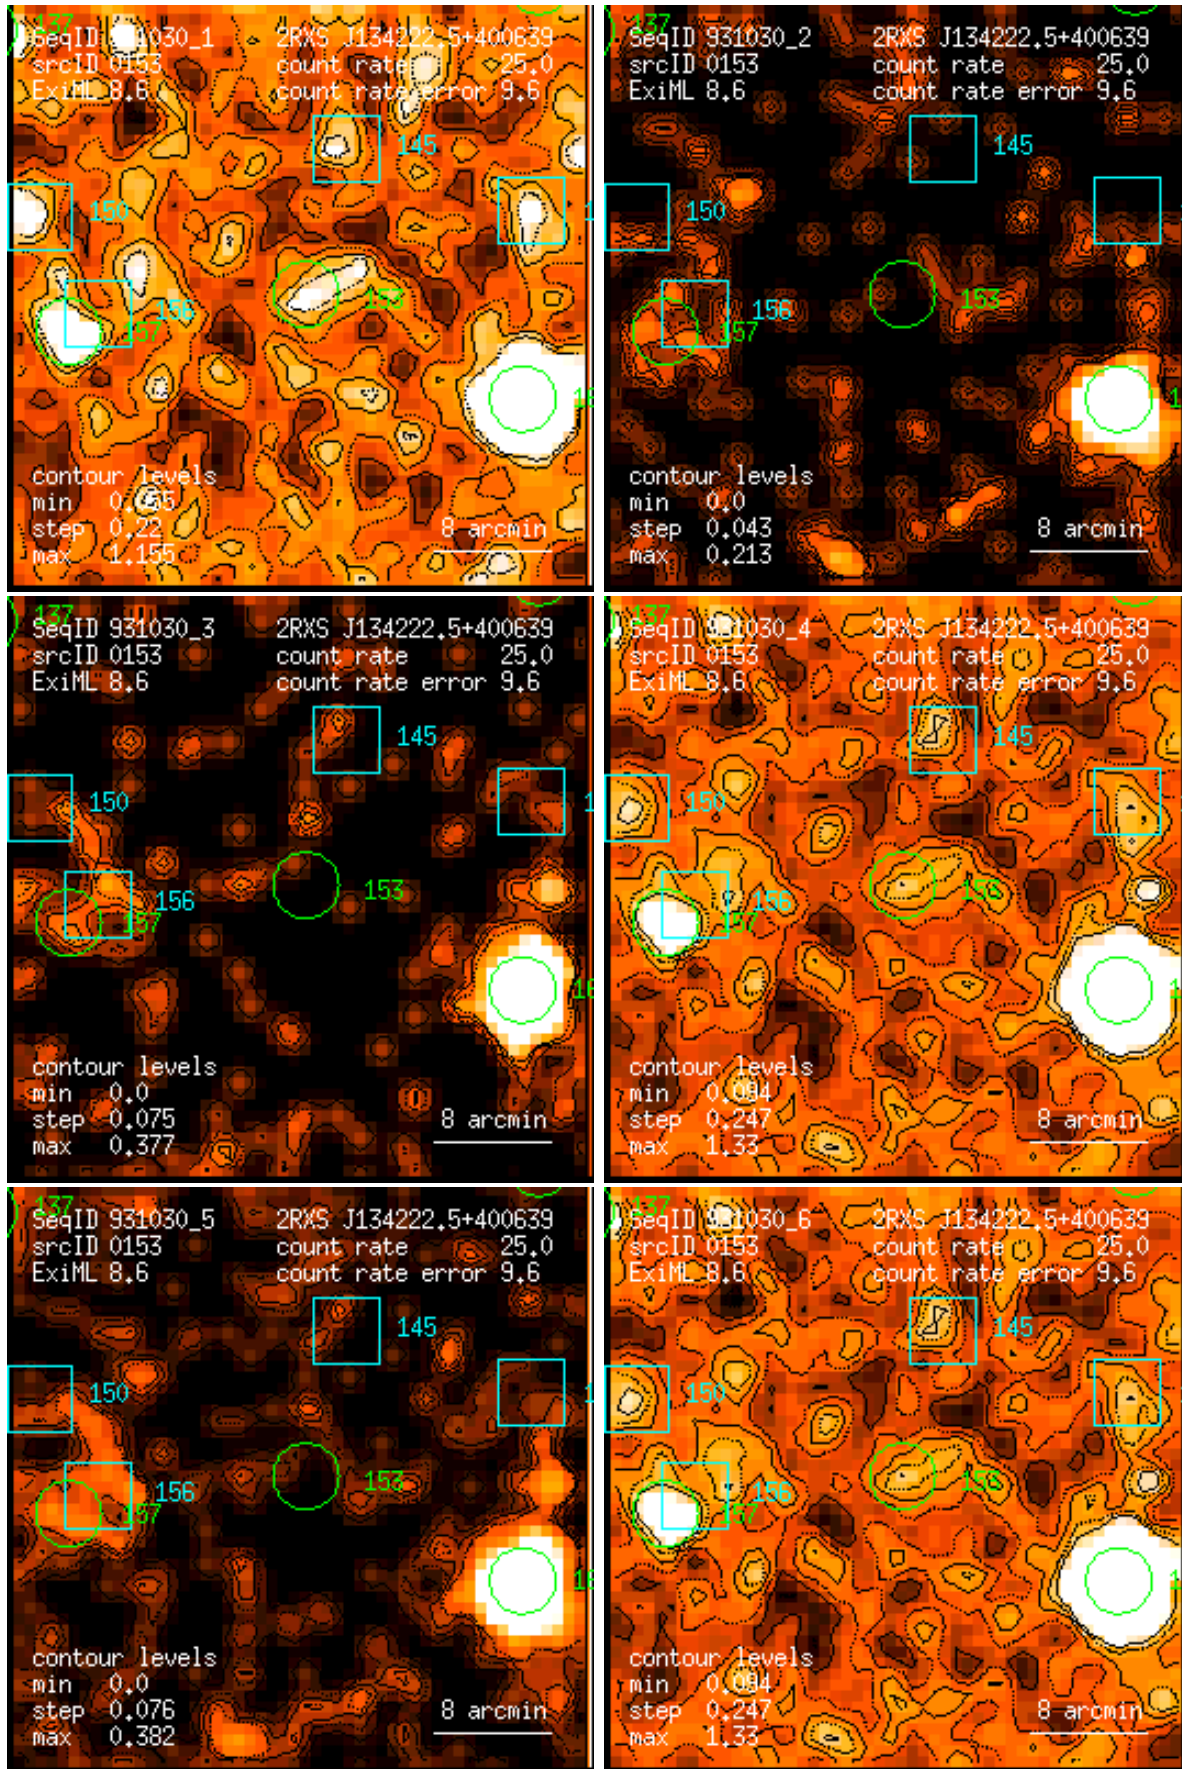 137
SeqID 931030_1 2RXS J134222.5+400639
srcID 0153 count rate 25.0
ExiML 8.6 count rate error 9.6
145
150
1
156 153
157
1
contour levels
min 0.065
step 0.22 8 arcmin
max 1.155
SeqID 931030_2 2RXS J134222.5+400639
srcID 0153 count rate 25.0
ExiML 8.6 count rate error 9.6
145
150
156 153
157
1
contour levels
min 0.0
step 0.043 8 arcmin
max 0.213
137
SeqID 931030_3 2RXS J134222.5+400639
srcID 0153 count rate 25.0
ExiML 8.6 count rate error 9.6
145
150
1
156 153
157
16
contour levels
min 0.0
step 0.075 8 arcmin
max 0.377
137
SeqID 931030_4 2RXS J134222.5+400639
srcID 0153 count rate 25.0
ExiML 8.6 count rate error 9.6
145
150
156 153
157
1
contour levels
min 0.094
step 0.247 8 arcmin
max 1.33
137
SeqID 931030_5 2RXS J134222.5+400639
srcID 0153 count rate 25.0
ExiML 8.6 count rate error 9.6
145
150
1
156 153
157
16
contour levels
min 0.0
step 0.076 8 arcmin
max 0.382
137
SeqID 931030_6 2RXS J134222.5+400639
srcID 0153 count rate 25.0
ExiML 8.6 count rate error 9.6
145
150
156 153
157
1
contour levels
min 0.094
step 0.247 8 arcmin
max 1.33